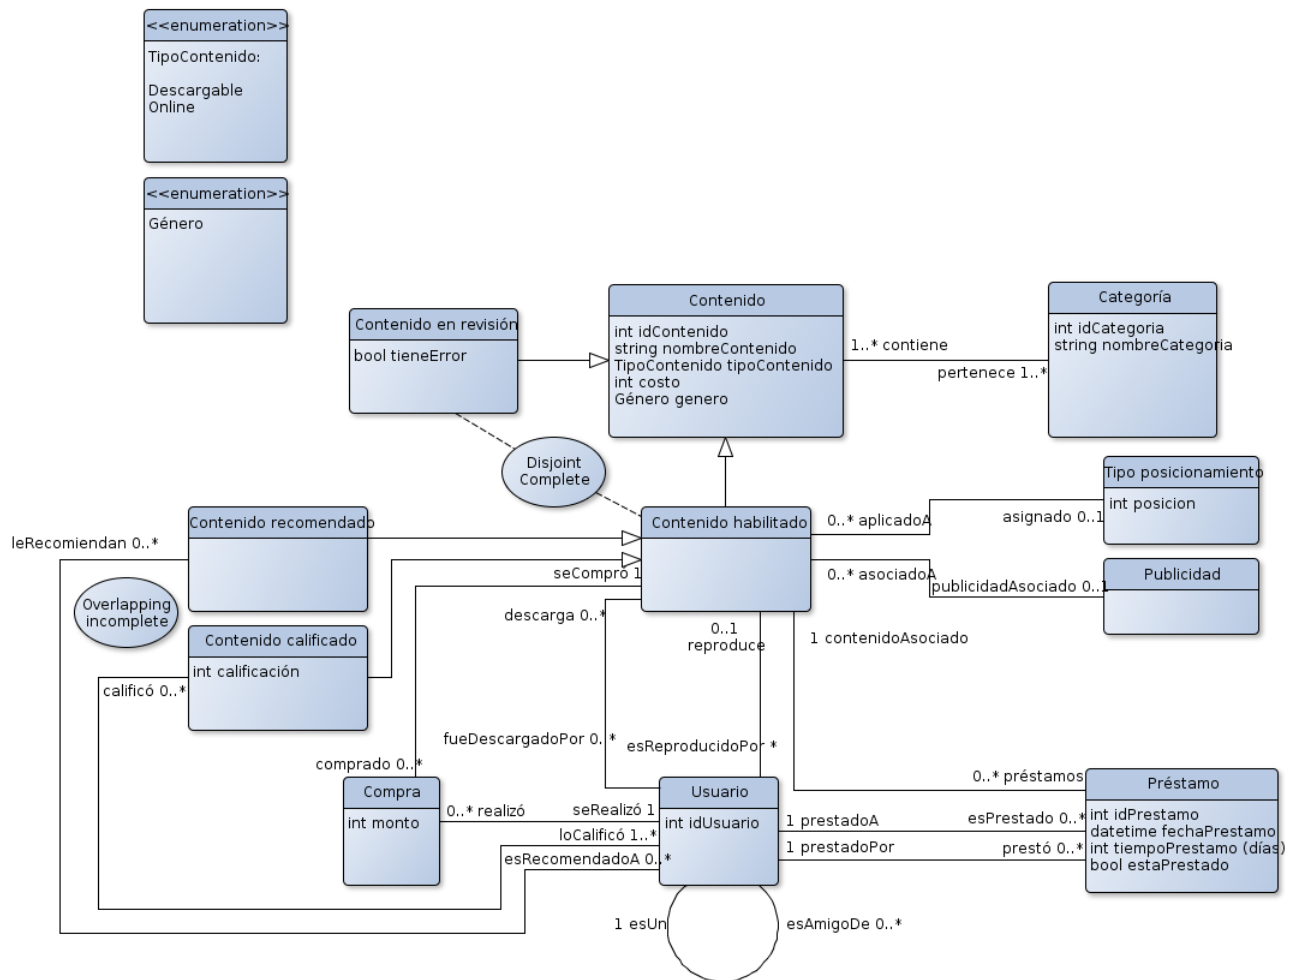 <<enumeration>>
TipoContenido:
Descargable
Online
<<enumeration>>
Género
Contenido en revisión
bool tieneError
Contenido
int idContenido
string nombreContenido
TipoContenido tipoContenido
int costo
Género genero
1..* contiene
pertenece 1..*
Categoría
int idCategoria
string nombreCategoria
Disjoint
Complete
Tipo posicionamiento
int posicion
Contenido recomendado
Contenido habilitado
0..* aplicadoA
asignado 0..1
leRecomiendan 0..*
seCompró 1
0..* asociadoA
publicidadAsociado 0..1
Publicidad
Overlapping
incomplete
descarga 0..*
0..1
reproduce
1 contenidoAsociado
Contenido calificado
int calificación
calificó 0..*
fueDescargadoPor 0..*
esReproducidoPor *
comprado 0..*
0..* préstamos
Compra
int monto
0..* realizó
seRealizó 1
loCalificó 1..*
esRecomendadoA 0..*
Usuario
int idUsuario
1 prestadoA
esPrestado 0..*
1 prestadoPor
prestó 0..*
Préstamo
int idPrestamo
datetime fechaPrestamo
int tiempoPrestamo (días)
bool estaPrestado
1 esUn
esAmigoDe 0..*